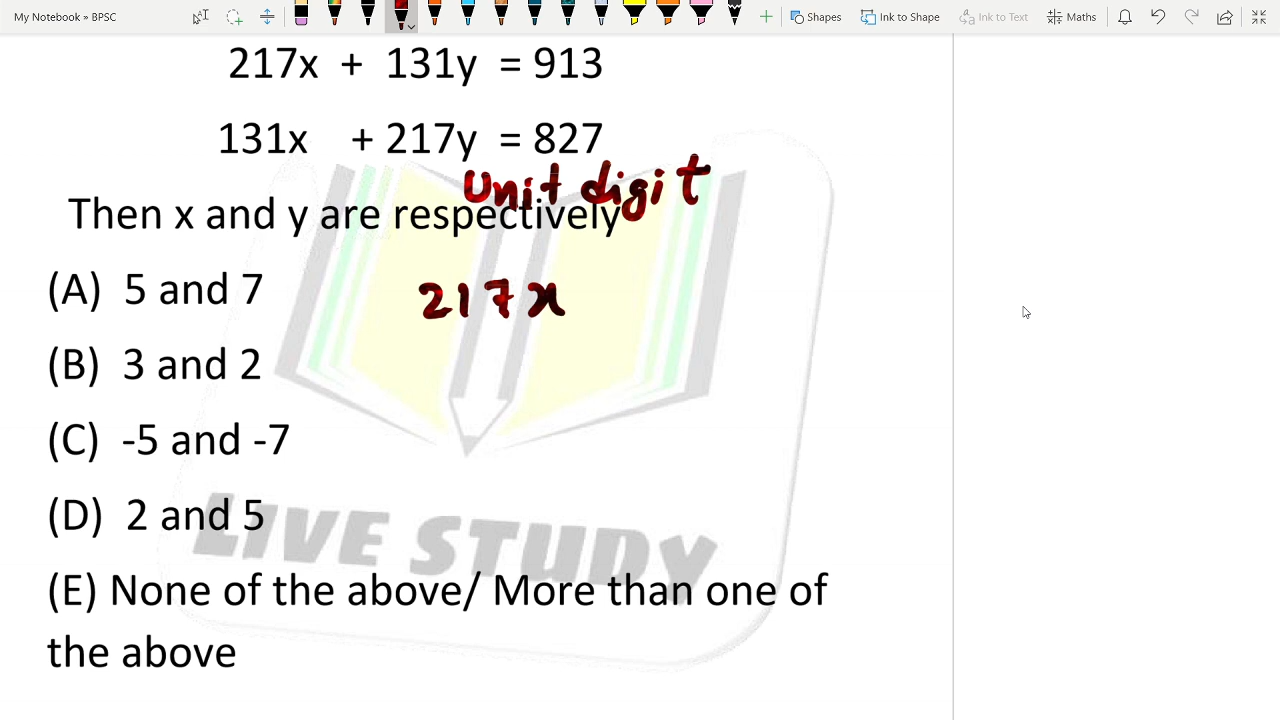 My Notebook » BPSC
Shapes
Ink to Shape
Ink to Text
Maths
217x + 131y = 913
131x + 217y = 827
Unit digit
Then x and y are respectively
(A) 5 and 7
217x
(B) 3 and 2
(C) -5 and -7
(D) 2 and 5
LIVE STUDY
(E) None of the above/ More than one of
the above